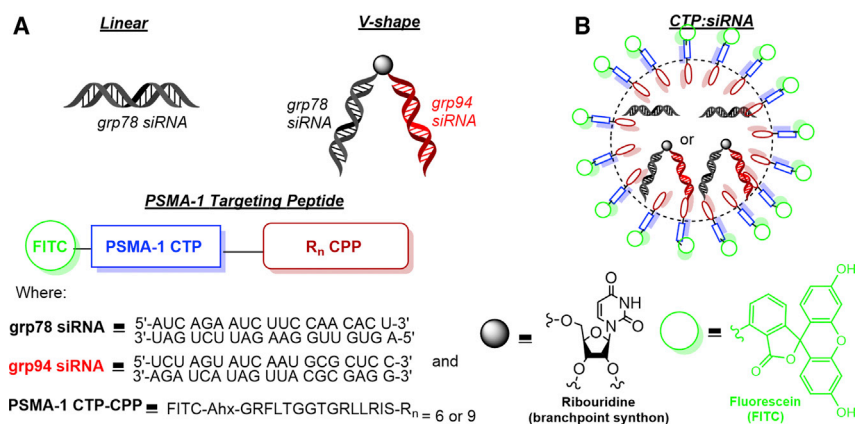 A
Linear
V-shape
grp78 siRNA
grp78
siRNA
grp94
siRNA
PSMA-1 Targeting Peptide
FITC
PSMA-1 CTP
Rn CPP
Where:
grp78 siRNA = 5'-AUC AGA AUC UUC CAA CAC U-3'
3'-UAG UCU UAG AAG GUU GUG A-5'
grp94 siRNA = 5'-UCU AGU AUC AAU GCG CUC C-3'
3'-AGA UCA UAG UUA CGC GAG G-3'
and
PSMA-1 CTP-CPP = FITC-Ahx-GRFLTGGTGRLLRIS-Rn = 6 or 9
B
CTP:siRNA
or
O
NH
N
O
O
O
O
O
Ribouridine
(branchpoint synthon)
OH
O
O
O
OH
Fluorescein
(FITC)